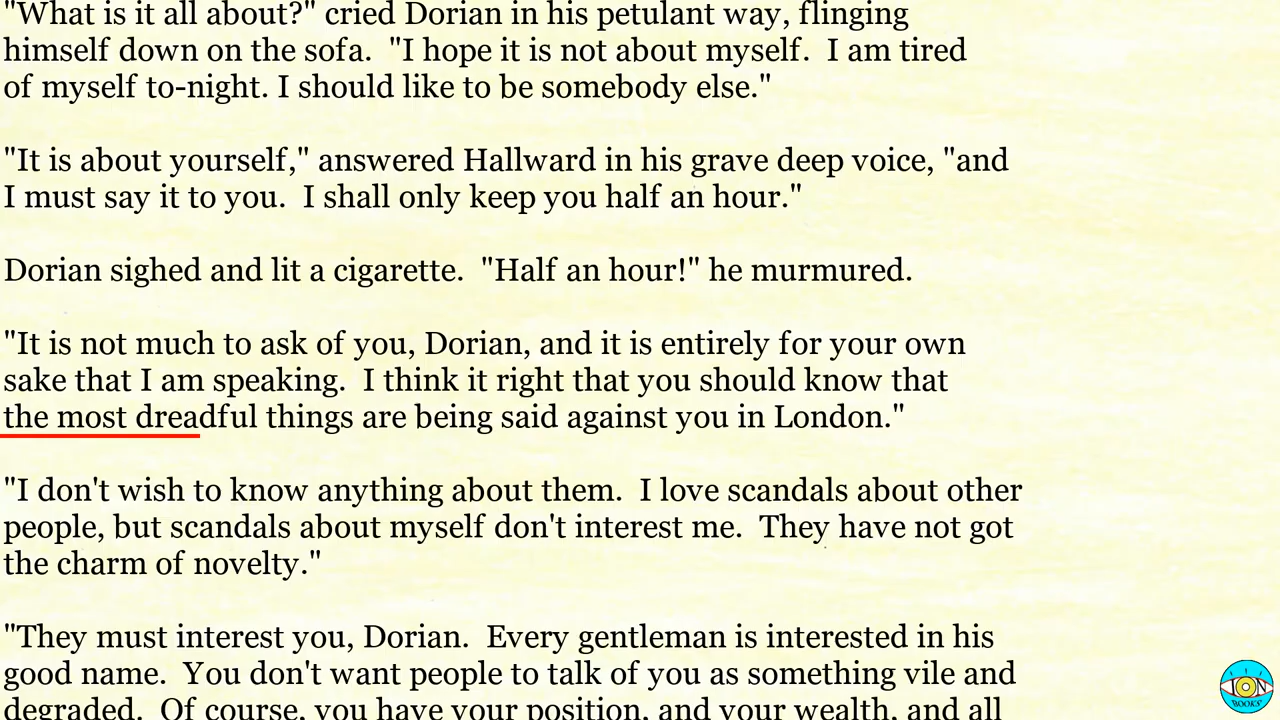 "What is it all about?" cried Dorian in his petulant way, flinging
himself down on the sofa.  "I hope it is not about myself.  I am tired
of myself to-night. I should like to be somebody else."
"It is about yourself," answered Hallward in his grave deep voice, "and
I must say it to you.  I shall only keep you half an hour."
Dorian sighed and lit a cigarette.  "Half an hour!" he murmured.
"It is not much to ask of you, Dorian, and it is entirely for your own
sake that I am speaking.  I think it right that you should know that
the most dreadful things are being said against you in London."
"I don't wish to know anything about them.  I love scandals about other
people, but scandals about myself don't interest me.  They have not got
the charm of novelty."
"They must interest you, Dorian.  Every gentleman is interested in his
good name.  You don't want people to talk of you as something vile and
degraded.  Of course, you have your position, and your wealth, and all
ION
BOOKS